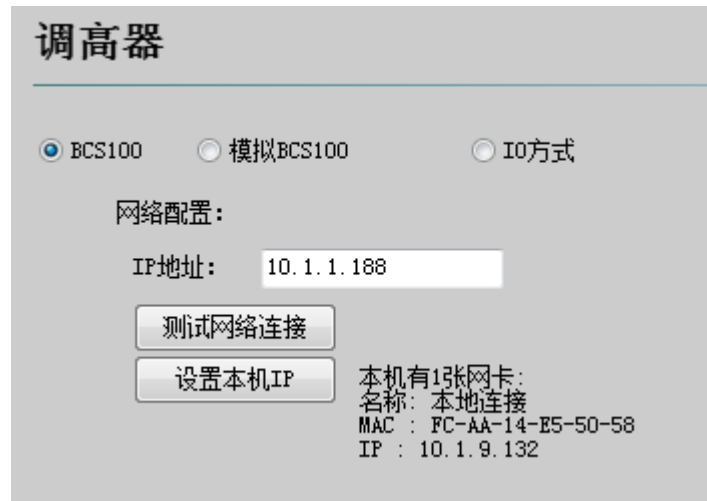 调高器
BCS100 模拟BCS100 IO方式
网络配置:
IP地址: 10.1.1.188
测试网络连接
设置本机IP
本机有1张网卡:
名称: 本地连接
MAC : FC-AA-14-E5-50-58
IP : 10.1.9.132